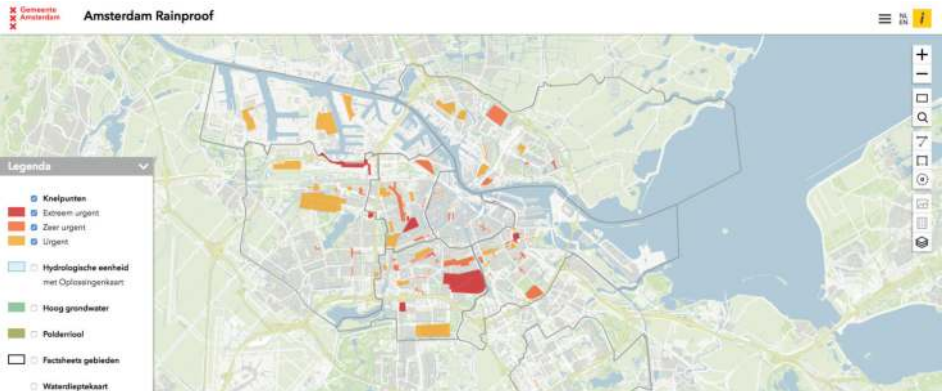 Gemeente
Amsterdam
Amsterdam Rainproof
NL
EN
i
Legenda
Knelpunten
Extreem urgent
Zeer urgent
Urgent
Hydrologische eenheid
met Oplossingenkaart
Hoog grondwater
Polderriool
Factsheets gebieden
Waterdieptekaart